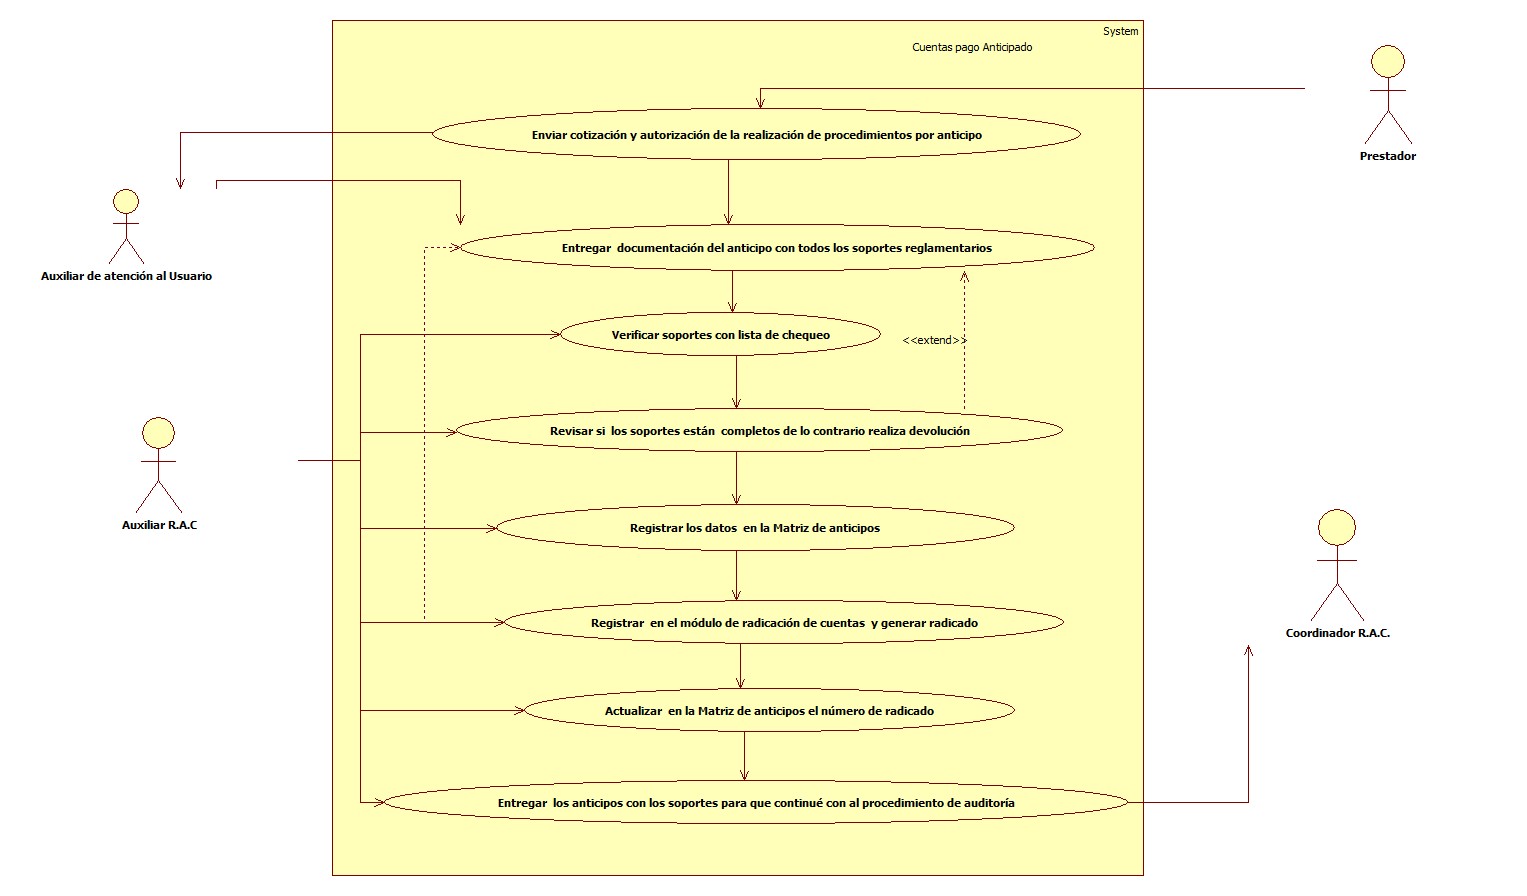 System
Cuentas pago Anticipado
Enviar cotización y autorización de la realización de procedimientos por anticipo
Prestador
Entregar  documentación del anticipo con todos los soportes reglamentarios
Auxiliar de atención al Usuario
Verificar soportes con lista de chequeo
<<extend>>
Revisar si  los soportes están  completos de lo contrario realiza devolución
Auxiliar R.A.C
Registrar los datos  en la Matriz de anticipos
Registrar  en el módulo de radicación de cuentas  y generar radicado
Coordinador R.A.C.
Actualizar  en la Matriz de anticipos el número de radicado
Entregar  los anticipos con los soportes para que continué con al procedimiento de auditoría